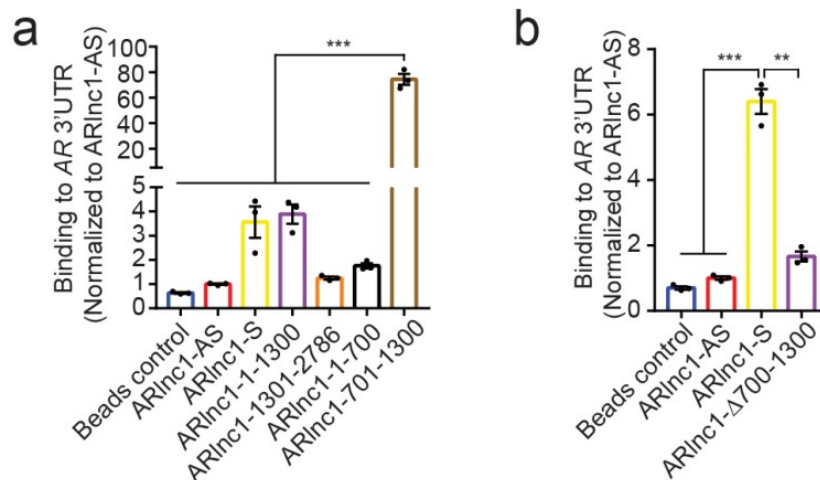 a
Binding to AR 3'UTR
(Normalized to ARlnc1-AS)
100
80
60
40
20
5
4
3
2
1
0
***
Beads control
ARlnc1-AS
ARlnc1-S
ARlnc1-1-1300
ARlnc1-1301-2786
ARlnc1-1-700
ARlnc1-701-1300
b
Binding to AR 3'UTR
(Normalized to ARlnc1-AS)
8
6
4
2
0
*** **
Beads control
ARlnc1-AS
ARlnc1-S
ARlnc1-Δ700-1300